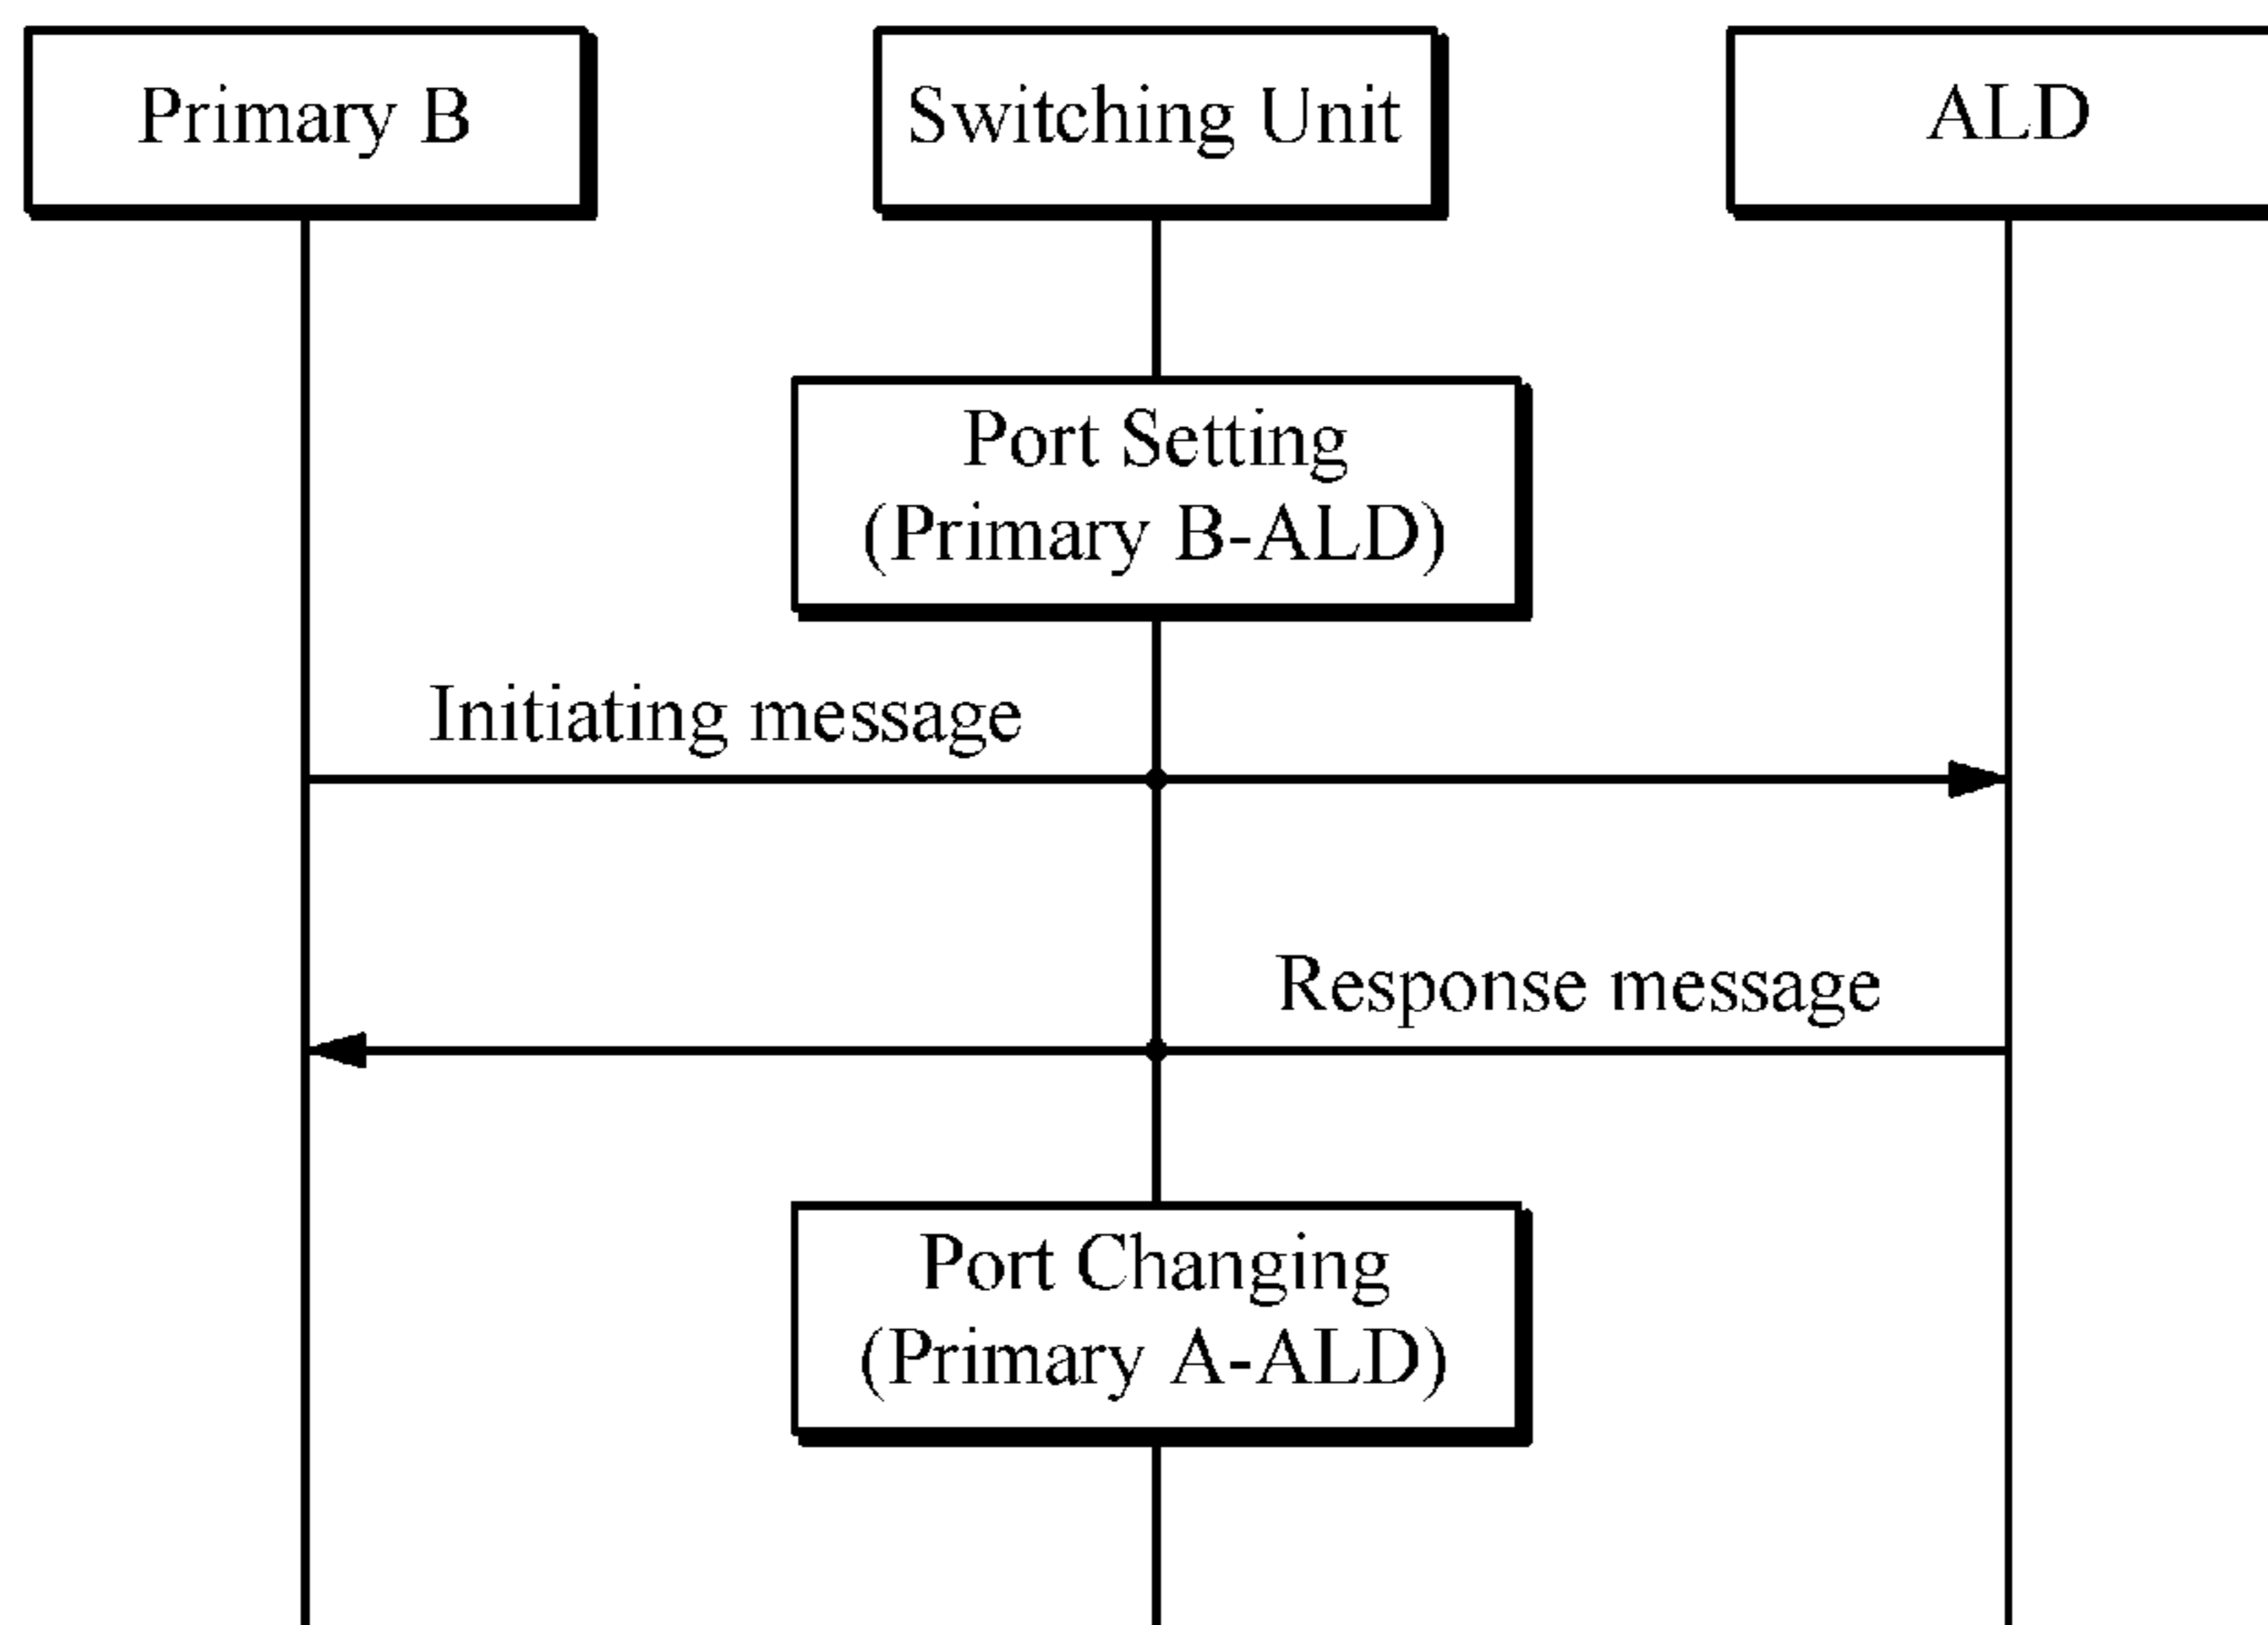 Primary B
Switching Unit
ALD
Port Setting
(Primary B-ALD)
Initiating message
Response message
Port Changing
(Primary A-ALD)